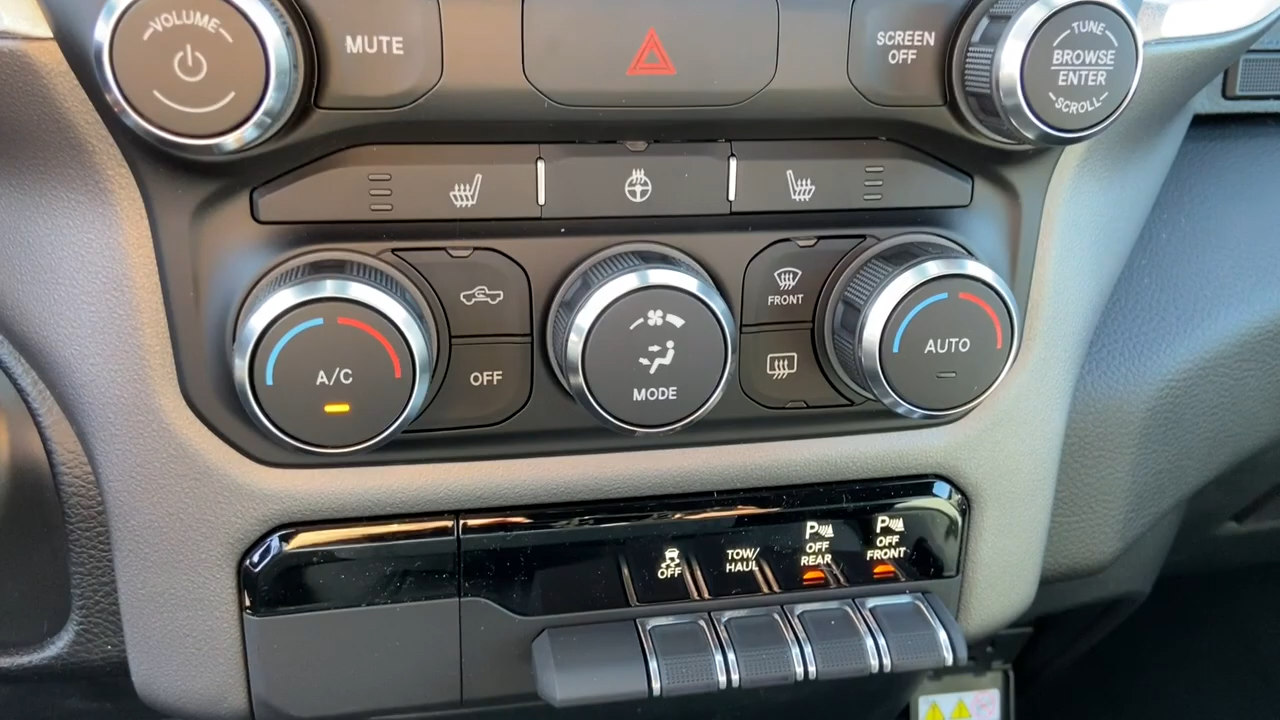 VOLUME
MUTE
SCREEN
OFF
TUNE
BROWSE
ENTER
SCROLL
A/C
OFF
MODE
FRONT
AUTO
OFF
TOW/
HAUL
P
OFF
REAR
P
OFF
FRONT